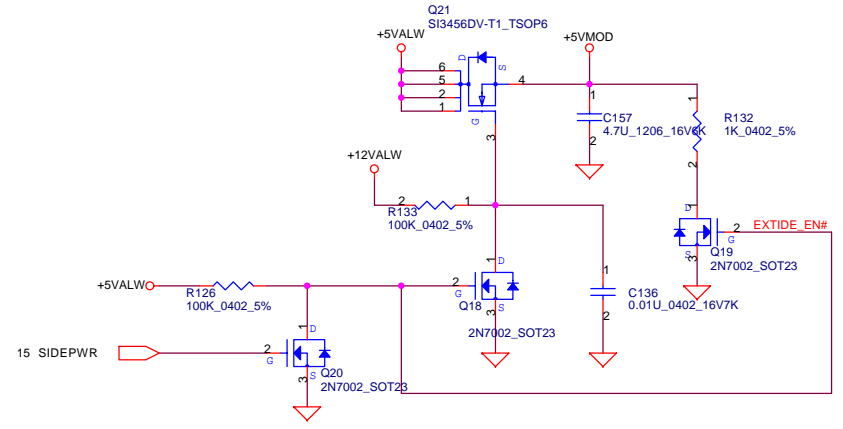 Q21
SI3456DV-T1_TSOP6
+5VALW
+5VMOD
D
S
6
5
2
1
4
G
3
1
C157
4.7U_1206_16V6K
2
1
R132
1K_0402_5%
2
+12VALW
2
1
R133
100K_0402_5%
D
2
EXTIDE_EN#
G
S
3
Q19
2N7002_SOT23
1
D
2
G
Q18
S
3
2N7002_SOT23
1
C136
0.01U_0402_16V7K
2
+5VALW
R126
100K_0402_5%
1
D
15 SIDEPWR
2
G
S
3
Q20
2N7002_SOT23